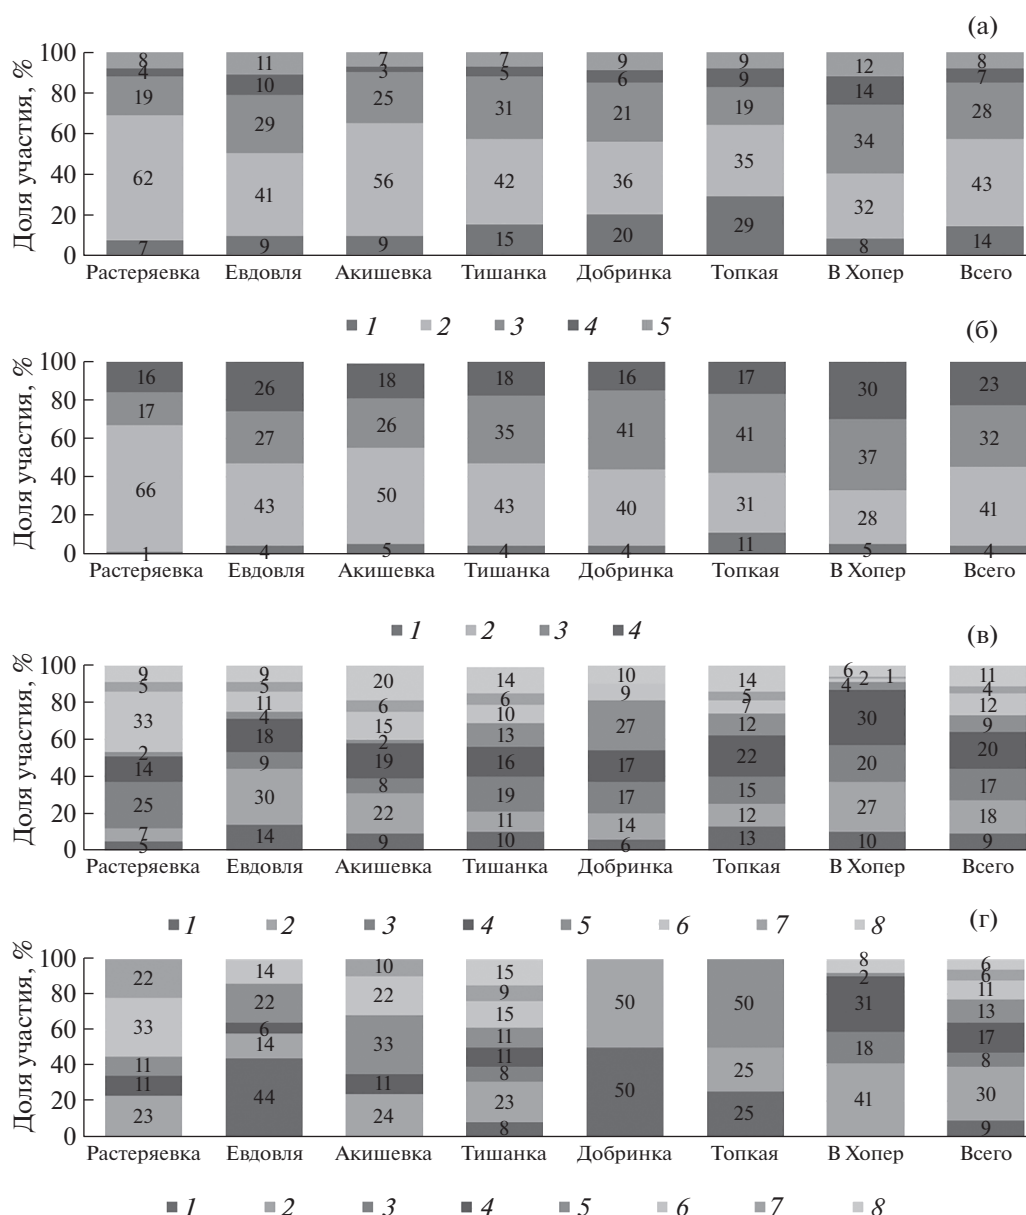 (а)
Доля участия, %
100
80
60
40
20
0
8 11 7 7 9 9 12 8
4 10 3 5 6 9 14 7
19 29 25 31 21 19 34 28
62 41 56 42 36 35 32 43
7 9 9 15 20 29 8 14
Растеряевка Евдовля Акишевка Тишанка Добринка Топкая В Хопер Всего
1 2 3 4 5
(б)
Доля участия, %
100
80
60
40
20
0
16 26 18 18 16 17 30 23
17 27 26 35 41 41 37 32
66 43 50 43 40 31 28 41
1 4 5 4 4 11 5 4
Растеряевка Евдовля Акишевка Тишанка Добринка Топкая В Хопер Всего
1 2 3 4
(в)
Доля участия, %
100
80
60
40
20
0
9 9 20 14 10 14 6 11
5 5 6 6 9 5 2 1 4
33 11 15 10 27 7 4 12
2 4 2 13 17 12 30 9
14 18 19 16 17 22 20 20
25 9 8 19 14 15 27 17
7 30 22 11 6 12 10 18
5 14 9 10 13 9
Растеряевка Евдовля Акишевка Тишанка Добринка Топкая В Хопер Всего
1 2 3 4 5 6 7 8
(г)
Доля участия, %
100
80
60
40
20
0
22 14 10 15 50 50 8 6
33 22 22 9 50 25 2 6
11 6 33 15 25 31 11
11 14 11 11 18 13
23 44 24 11 41 17
8 8
23 30
8 9
Растеряевка Евдовля Акишевка Тишанка Добринка Топкая В Хопер Всего
1 2 3 4 5 6 7 8